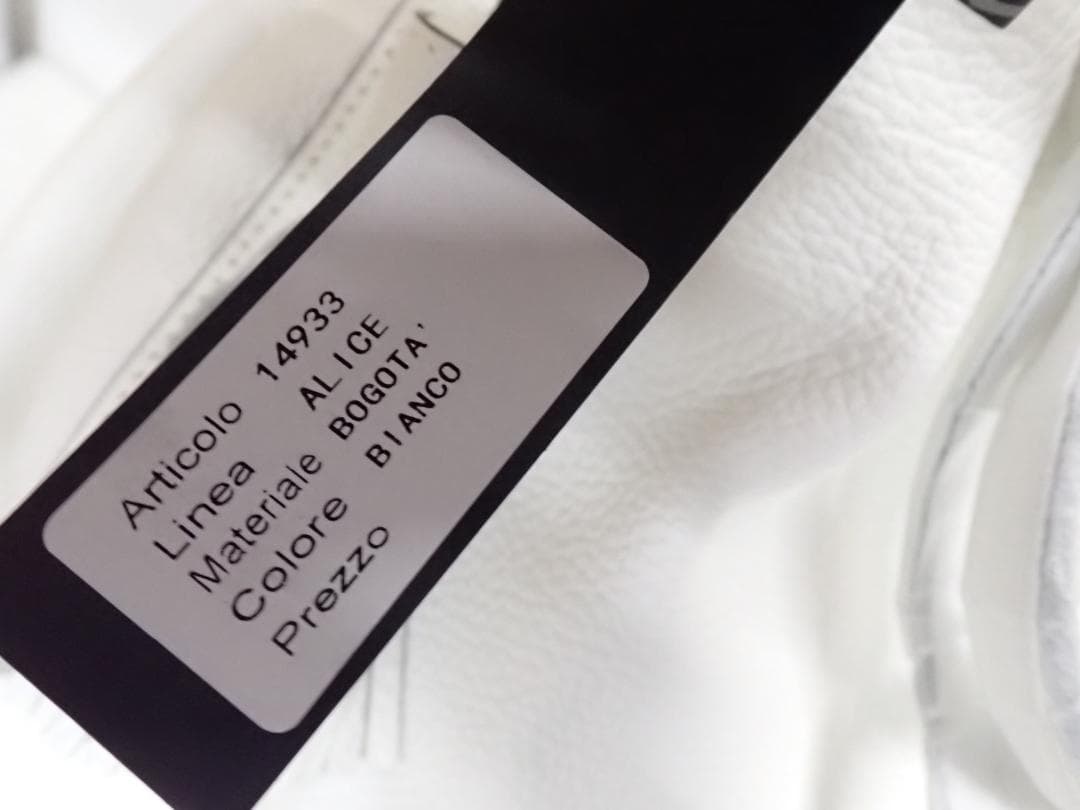 Articolo 14933
Linea ALICE
Materiale BOGOTA'
Colore BIANCO
Prezzo